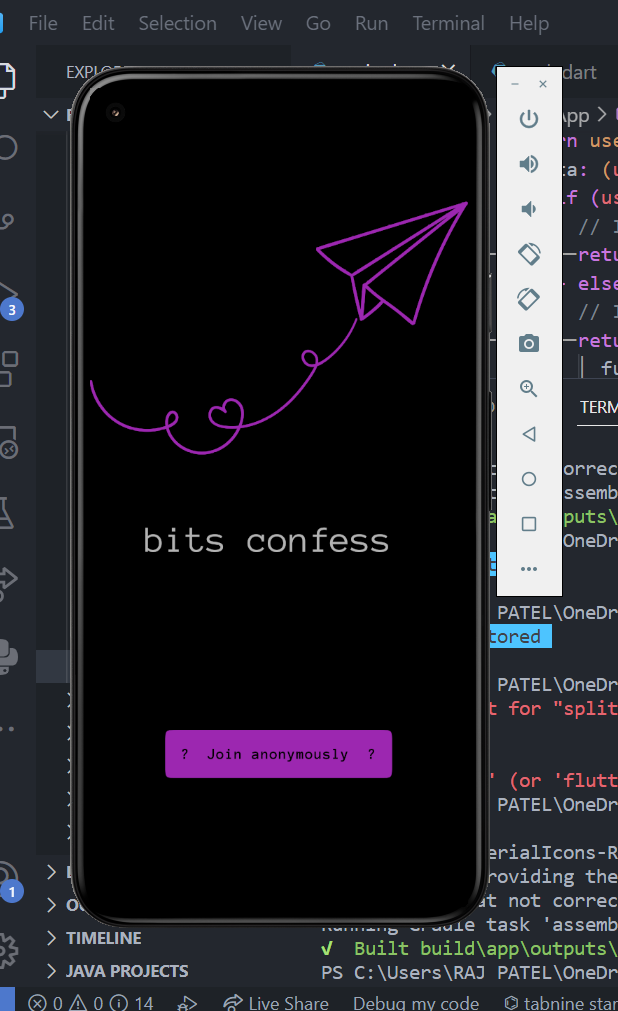 File Edit Selection View Go Run Terminal Help
dart
App
rn use
ta: (u
if (us
// I
retu
else
// I
retu
fu
3
TERM
orrec
ssemb
puts\
OneDr
PATEL\OneDr
tored
PATEL\OneDr
t for "split
' (or 'flutt
PATEL\OneDr
erialIcons-R
roviding the
at not correc
bits confess
? Join anonymously ?
1
TIMELINE
JAVA PROJECTS
Running Gradle task 'assemb
√ Built build\app\outputs\
PS C:\Users\RAJ PATEL\OneDr
0 0 14 Live Share Debug my code tabnine star